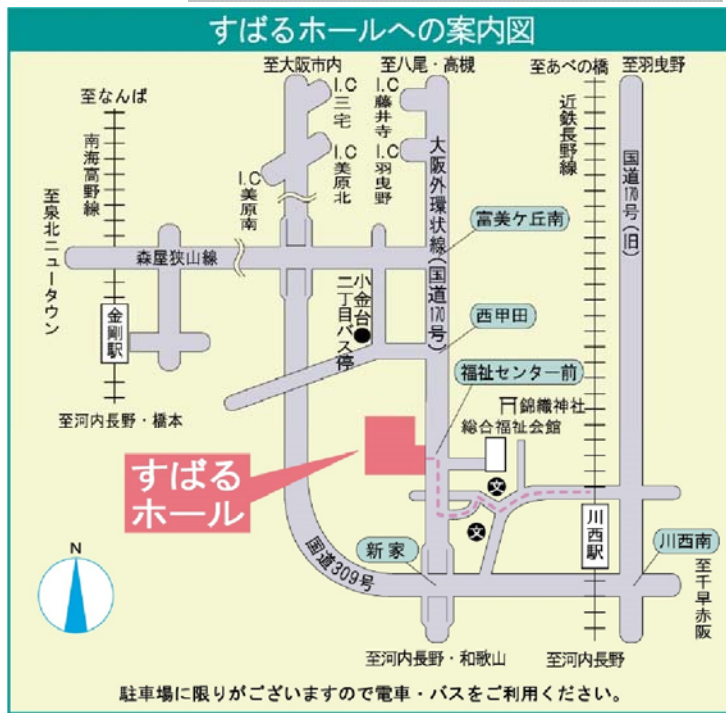 すばるホールへの案内図
至大阪市内
至八尾・高槻
至あべの橋
至羽曳野
至なんば
南海高野線
至泉北ニュータウン
I.C三宅
I.C美原北
I.C美原南
I.C藤井寺
I.C羽曳野
大阪外環状線(国道170号)
近鉄長野線
国道170号(旧)
森屋狭山線
富美ケ丘南
金剛駅
小金台二丁目バス停
西甲田
福祉センター前
至河内長野・橋本
錦織神社
総合福祉会館
すばる
ホール
文
文
川西駅
新家
川西南
国道309号
至千早赤阪
N
至河内長野・和歌山
至河内長野
駐車場に限りがございますので電車・バスをご利用ください。